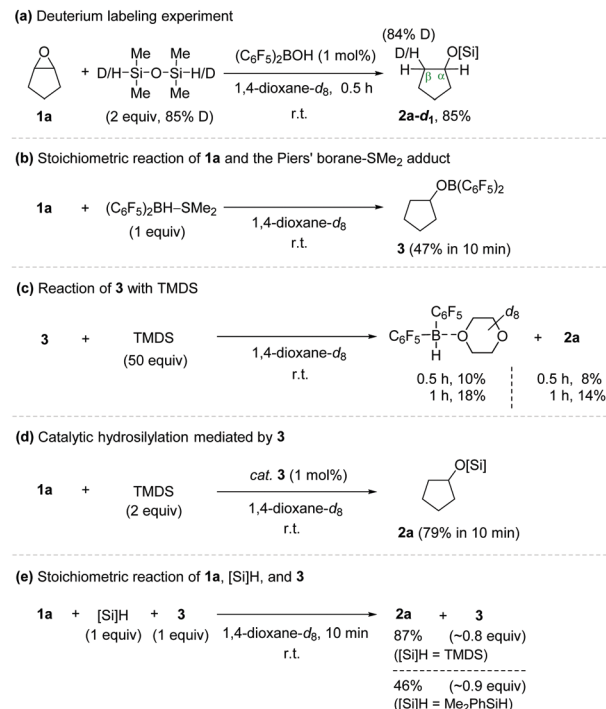 (a) Deuterium labeling experiment
O
1a
+
Me Me
D/H–Si–O–Si–H/D
Me Me
(2 equiv, 85% D)
(C6F5)2BOH (1 mol%)
1,4-dioxane-d8, 0.5 h
r.t.
(84% D)
D/H O[Si]
H β α H
2a-d1, 85%
(b) Stoichiometric reaction of 1a and the Piers' borane-SMe2 adduct
1a + (C6F5)2BH–SMe2
(1 equiv)
1,4-dioxane-d8
r.t.
OB(C6F5)2
3 (47% in 10 min)
(c) Reaction of 3 with TMDS
3 + TMDS
(50 equiv)
1,4-dioxane-d8
r.t.
C6F5 d8
C6F5–B--O O + 2a
H
0.5 h, 10% 0.5 h, 8%
1 h, 18% 1 h, 14%
(d) Catalytic hydrosilylation mediated by 3
1a + TMDS
(2 equiv)
cat. 3 (1 mol%)
1,4-dioxane-d8
r.t.
O[Si]
2a (79% in 10 min)
(e) Stoichiometric reaction of 1a, [Si]H, and 3
1a + [Si]H + 3
(1 equiv) (1 equiv)
1,4-dioxane-d8, 10 min
r.t.
2a + 3
87% (~0.8 equiv)
([Si]H = TMDS)
46% (~0.9 equiv)
([Si]H = Me2PhSiH)